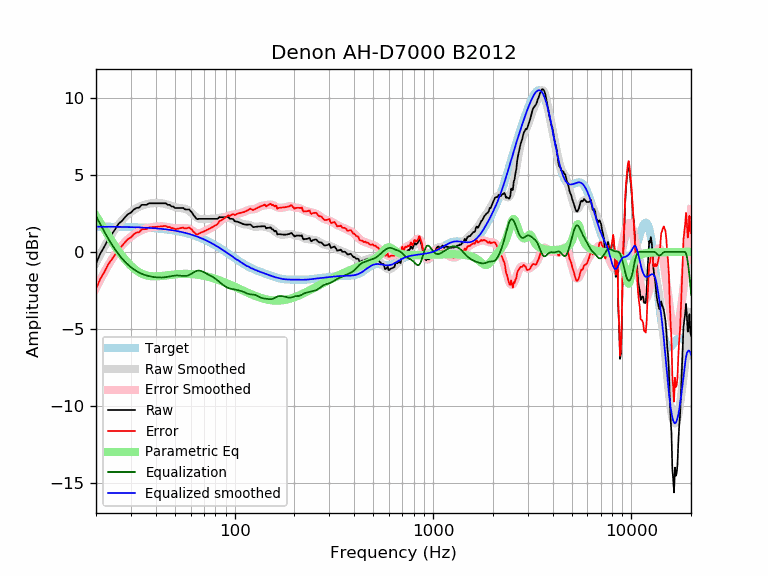 Denon AH-D7000 B2012
Amplitude (dBr)
10
5
0
−5
−10
−15
Target
Raw Smoothed
Error Smoothed
Raw
Error
Parametric Eq
Equalization
Equalized smoothed
100
1000
10000
Frequency (Hz)